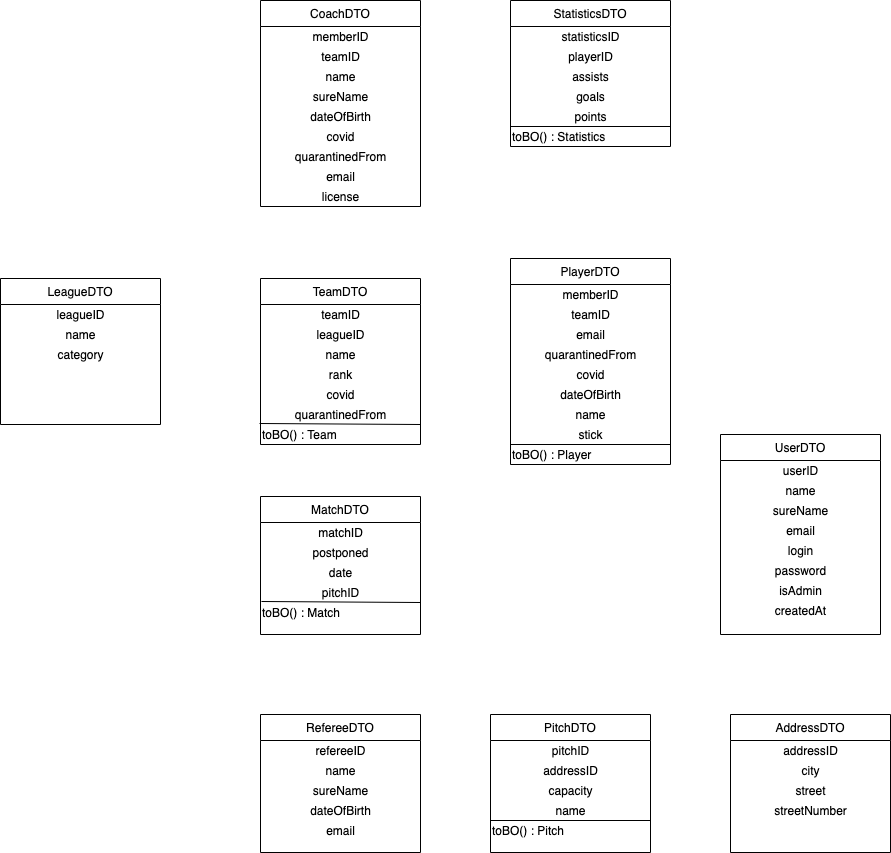 CoachDTO
memberID
teamID
name
sureName
dateOfBirth
covid
quarantinedFrom
email
license
StatisticsDTO
statisticsID
playerID
assists
goals
points
toBO() : Statistics
LeagueDTO
leagueID
name
category
TeamDTO
teamID
leagueID
name
rank
covid
quarantinedFrom
toBO() : Team
PlayerDTO
memberID
teamID
email
quarantinedFrom
covid
dateOfBirth
name
stick
toBO() : Player
UserDTO
userID
name
sureName
email
login
password
isAdmin
createdAt
MatchDTO
matchID
postponed
date
pitchID
toBO() : Match
RefereeDTO
refereeID
name
sureName
dateOfBirth
email
PitchDTO
pitchID
addressID
capacity
name
toBO() : Pitch
AddressDTO
addressID
city
street
streetNumber